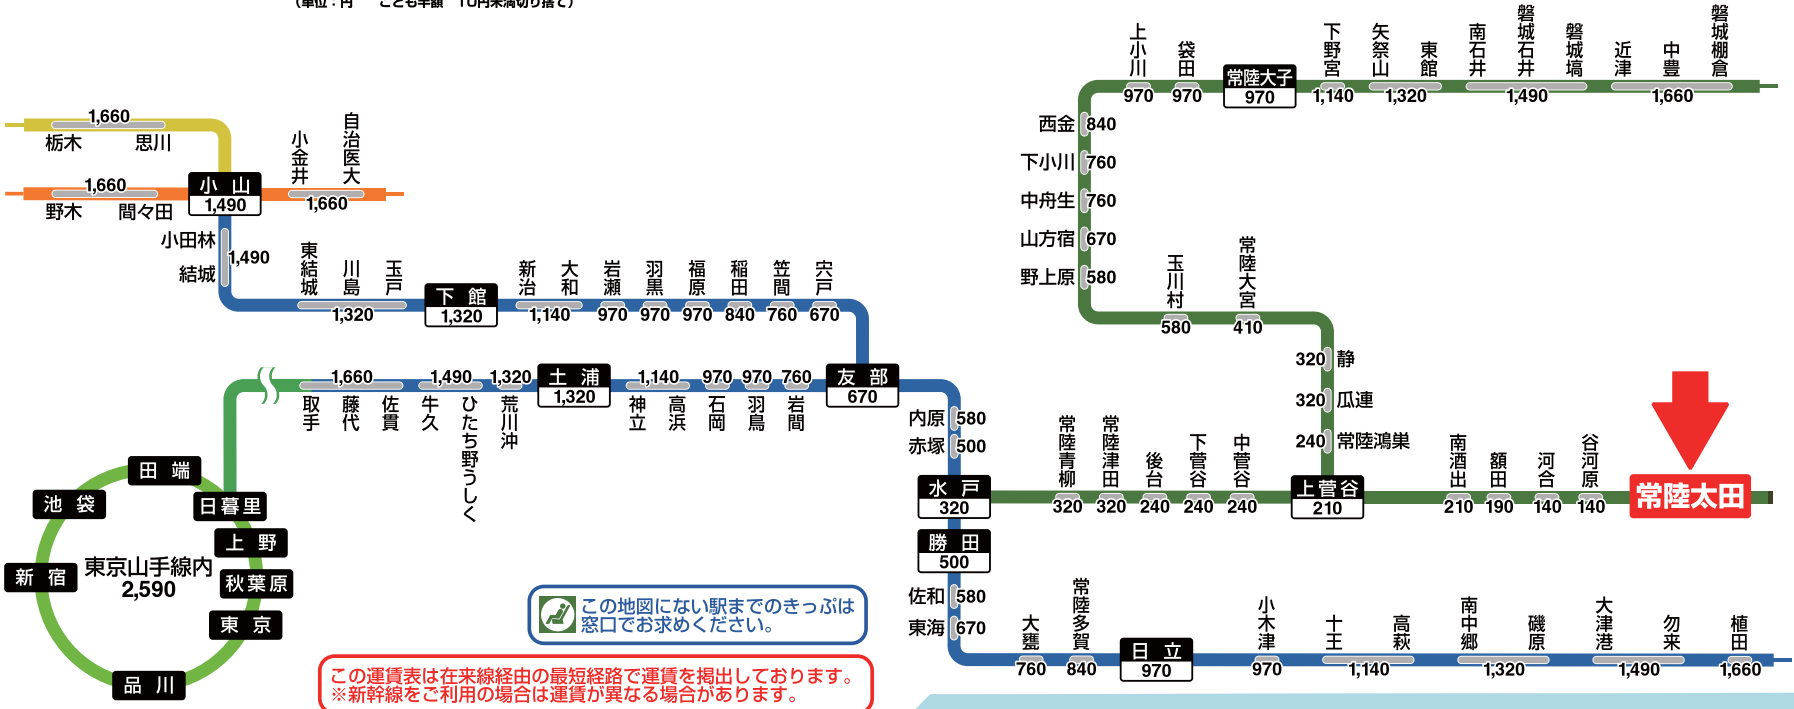 (単位：円　こども半額　10円未満切り捨て)
1,660
栃木
思川
1,660
野木
間々田
小山
1,490
小金井
自治医大
1,660
小田林
結城
1,490
東結城
川島
玉戸
1,320
下館
1,320
新治
大和
1,140
岩瀬
970
羽黒
970
福原
970
稲田
840
笠間
760
宍戸
670
1,660
取手
藤代
佐貫
1,490
牛久
ひたち野うしく
1,320
荒川沖
土浦
1,320
1,140
神立
高浜
970
石岡
970
羽鳥
760
岩間
友部
670
内原
580
赤塚
500
水戸
320
勝田
500
佐和
580
東海
670
大甕
760
常陸多賀
840
日立
970
小木津
970
十王
高萩
1,140
南中郷
磯原
1,320
大津港
勿来
1,490
植田
1,660
常陸青柳
320
常陸津田
320
後台
240
下菅谷
240
中菅谷
240
上菅谷
210
南酒出
210
額田
190
河合
140
谷河原
140
常陸太田
320
静
320
瓜連
240
常陸鴻巣
玉川村
580
常陸大宮
410
野上原
580
山方宿
670
中舟生
760
下小川
760
西金
840
上小川
970
袋田
970
常陸大子
970
下野宮
1,140
矢祭山
東館
1,320
南石井
磐城石井
磐城塙
1,490
近津
中豊
磐城棚倉
1,660
田端
池袋
日暮里
上野
新宿
東京山手線内
2,590
秋葉原
東京
品川
この地図にない駅までのきっぷは
窓口でお求めください。
この運賃表は在来線経由の最短経路で運賃を掲出しております。
※新幹線をご利用の場合は運賃が異なる場合があります。